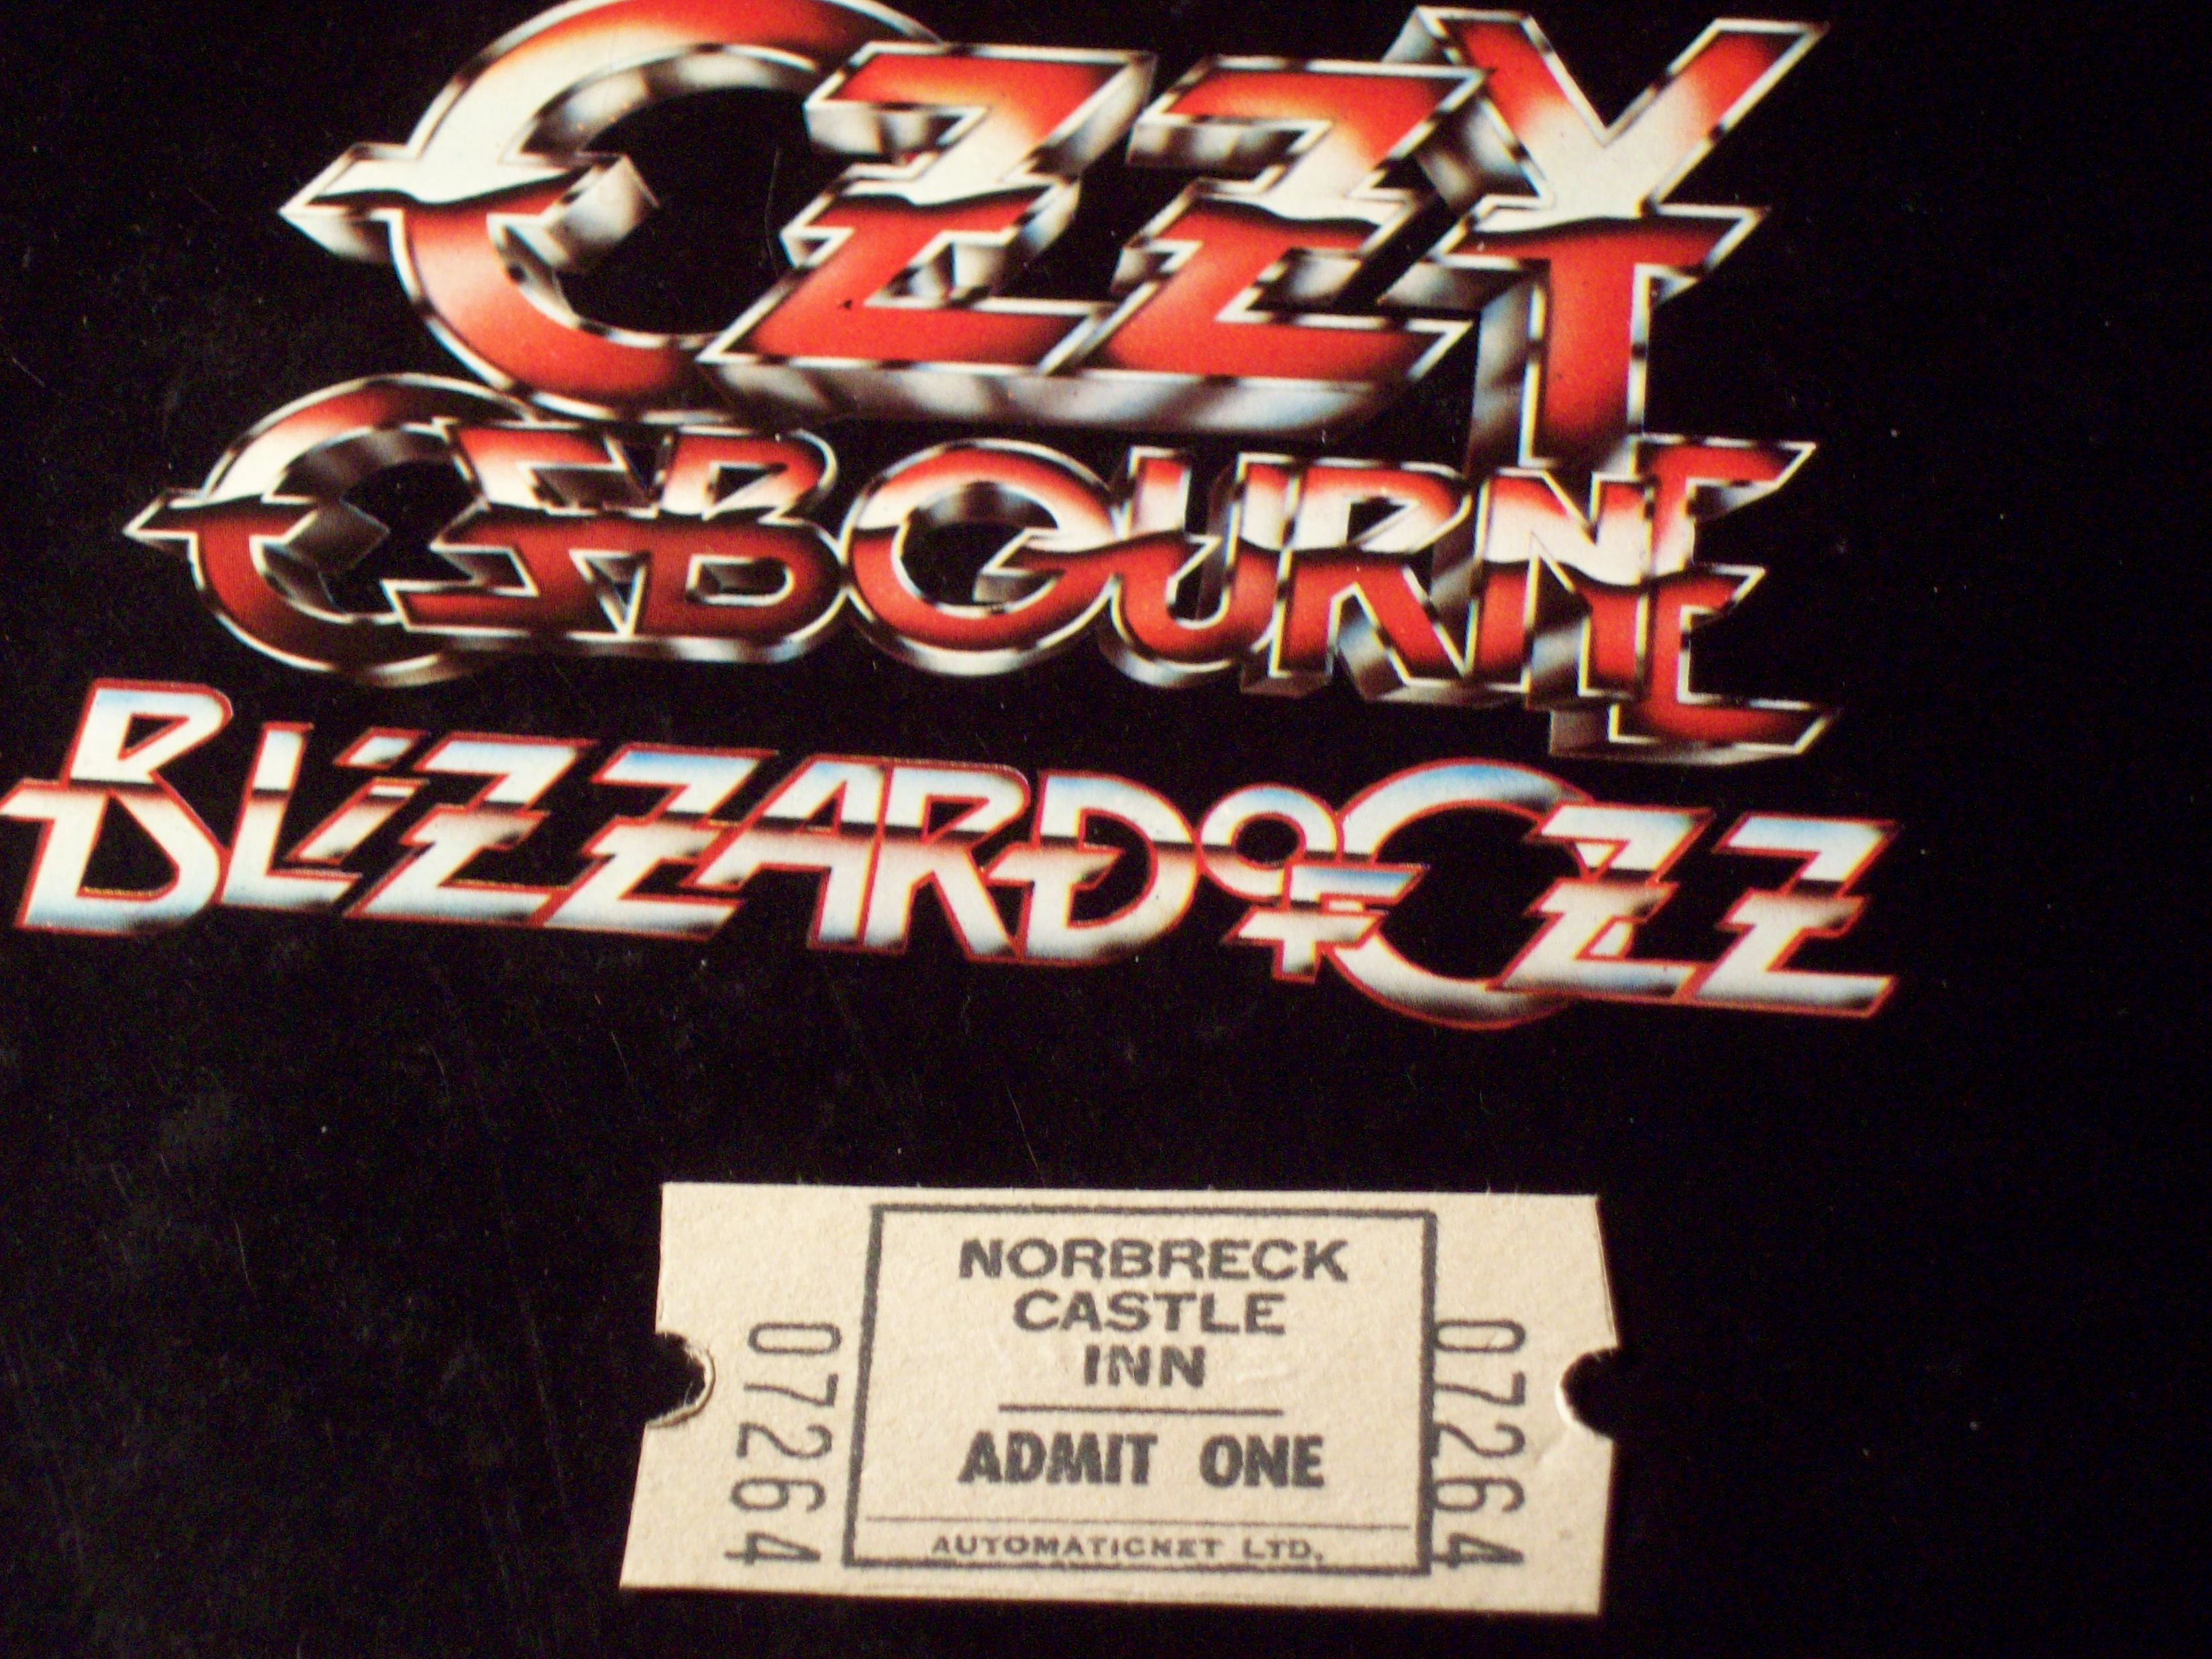 OZZY
OSBOURNE
BLiZZARD OF OZZ
NORBRECK
CASTLE
INN
ADMIT ONE
AUTOMATICKET LTD.
07264
07264